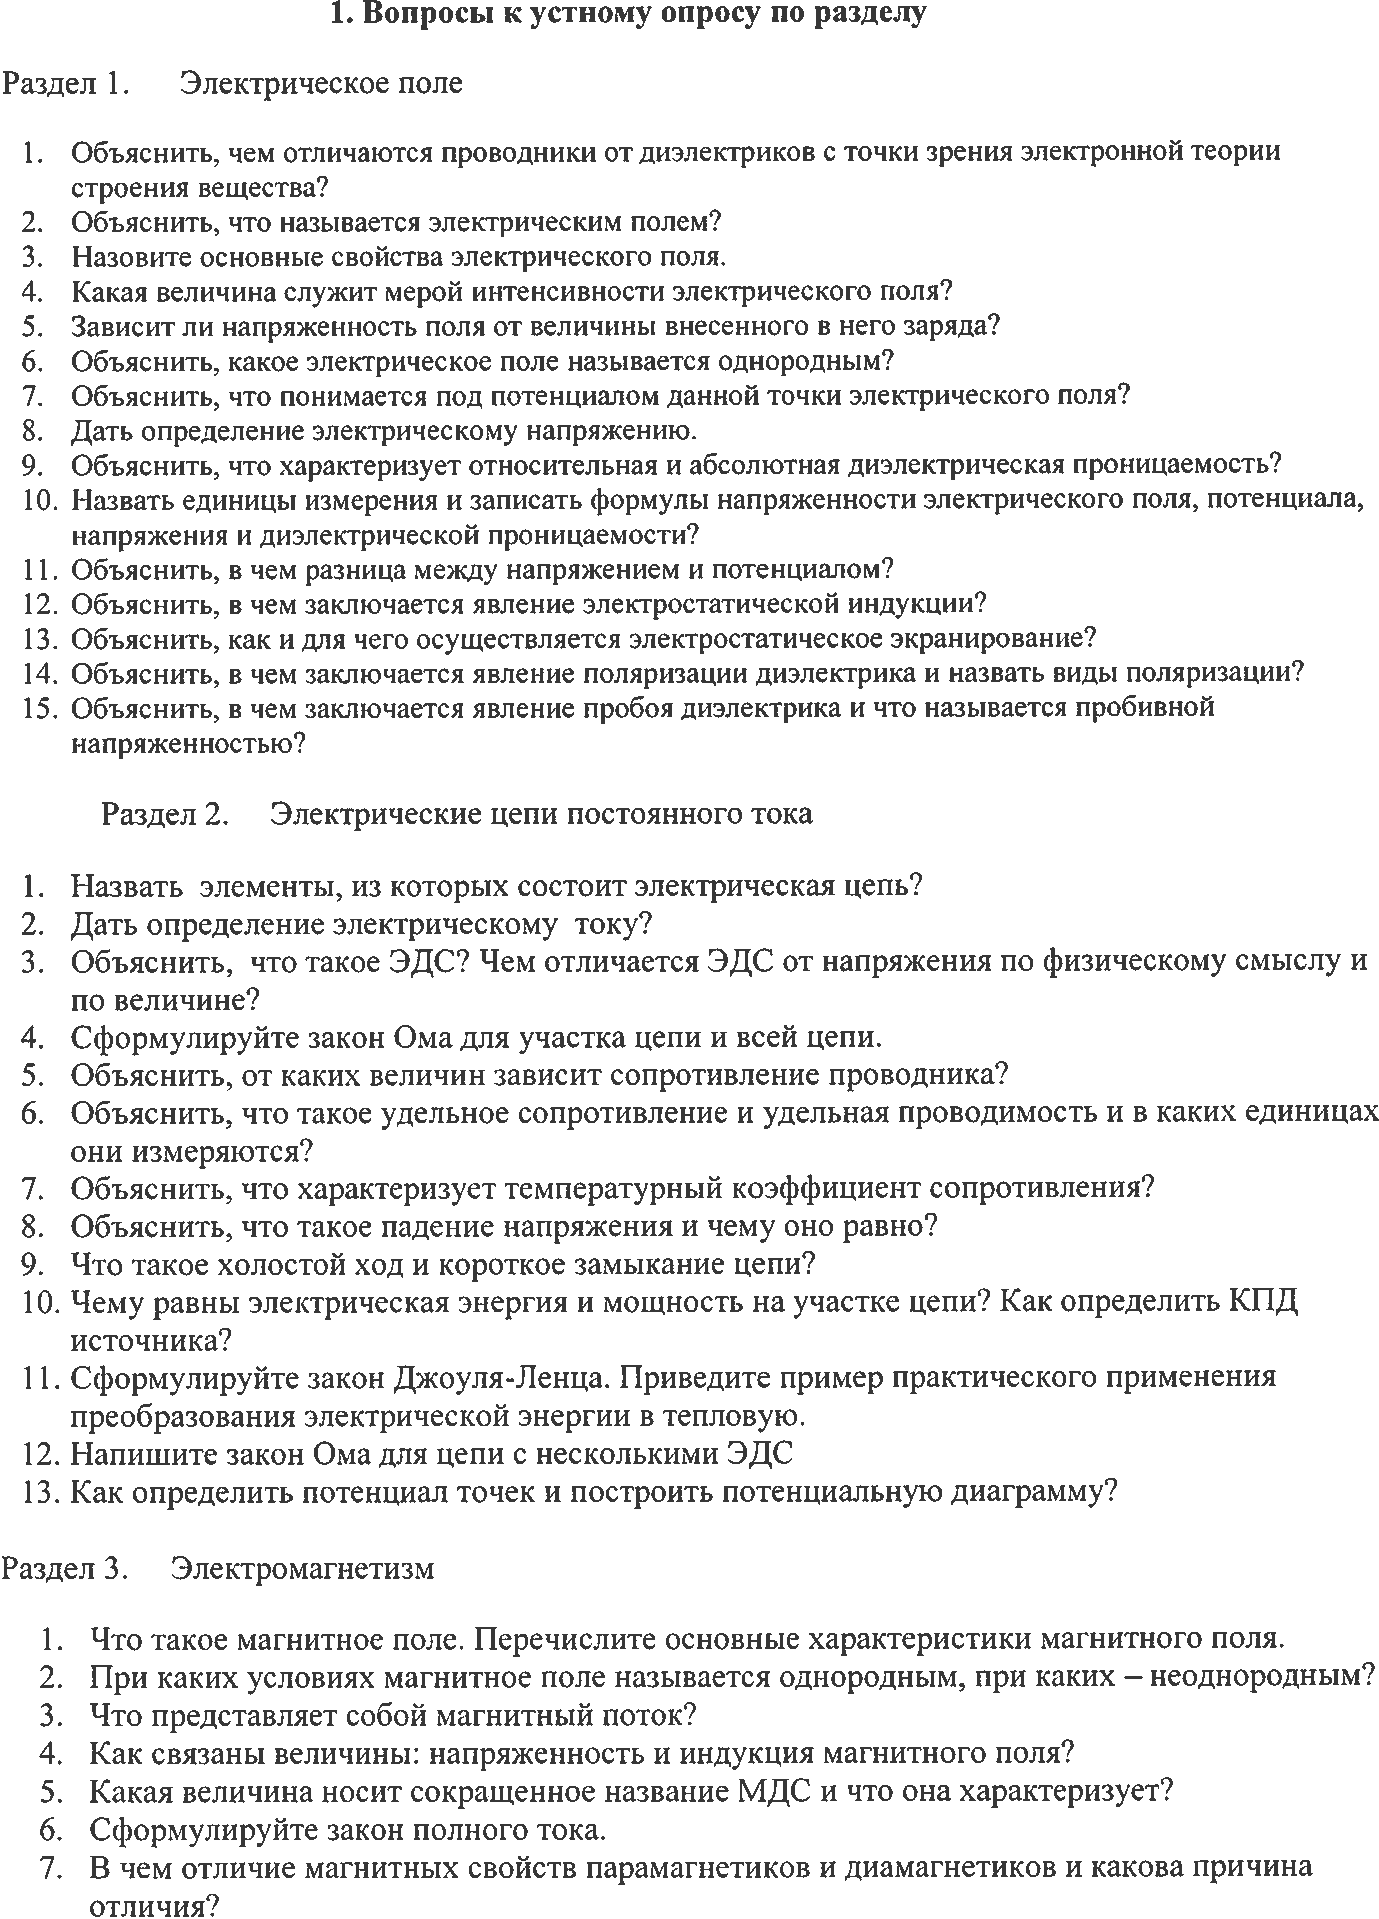 1. Вопросы к устному опросу по разделу
Раздел 1. Электрическое поле
1. Объяснить, чем отличаются проводники от диэлектриков с точки зрения электронной теории
строения вещества?
2. Объяснить, что называется электрическим полем?
3. Назовите основные свойства электрического поля.
4. Какая величина служит мерой интенсивности электрического поля?
5. Зависит ли напряженность поля от величины внесенного в него заряда?
6. Объяснить, какое электрическое поле называется однородным?
7. Объяснить, что понимается под потенциалом данной точки электрического поля?
8. Дать определение электрическому напряжению.
9. Объяснить, что характеризует относительная и абсолютная диэлектрическая проницаемость?
10. Назвать единицы измерения и записать формулы напряженности электрического поля, потенциала,
напряжения и диэлектрической проницаемости?
11. Объяснить, в чем разница между напряжением и потенциалом?
12. Объяснить, в чем заключается явление электростатической индукции?
13. Объяснить, как и для чего осуществляется электростатическое экранирование?
14. Объяснить, в чем заключается явление поляризации диэлектрика и назвать виды поляризации?
15. Объяснить, в чем заключается явление пробоя диэлектрика и что называется пробивной
напряженностью?
Раздел 2. Электрические цепи постоянного тока
1. Назвать элементы, из которых состоит электрическая цепь?
2. Дать определение электрическому току?
3. Объяснить, что такое ЭДС? Чем отличается ЭДС от напряжения по физическому смыслу и
по величине?
4. Сформулируйте закон Ома для участка цепи и всей цепи.
5. Объяснить, от каких величин зависит сопротивление проводника?
6. Объяснить, что такое удельное сопротивление и удельная проводимость и в каких единицах
они измеряются?
7. Объяснить, что характеризует температурный коэффициент сопротивления?
8. Объяснить, что такое падение напряжения и чему оно равно?
9. Что такое холостой ход и короткое замыкание цепи?
10. Чему равны электрическая энергия и мощность на участке цепи? Как определить КПД
источника?
11. Сформулируйте закон Джоуля-Ленца. Приведите пример практического применения
преобразования электрической энергии в тепловую.
12. Напишите закон Ома для цепи с несколькими ЭДС
13. Как определить потенциал точек и построить потенциальную диаграмму?
Раздел 3. Электромагнетизм
1. Что такое магнитное поле. Перечислите основные характеристики магнитного поля.
2. При каких условиях магнитное поле называется однородным, при каких – неоднородным?
3. Что представляет собой магнитный поток?
4. Как связаны величины: напряженность и индукция магнитного поля?
5. Какая величина носит сокращенное название МДС и что она характеризует?
6. Сформулируйте закон полного тока.
7. В чем отличие магнитных свойств парамагнетиков и диамагнетиков и какова причина
отличия?